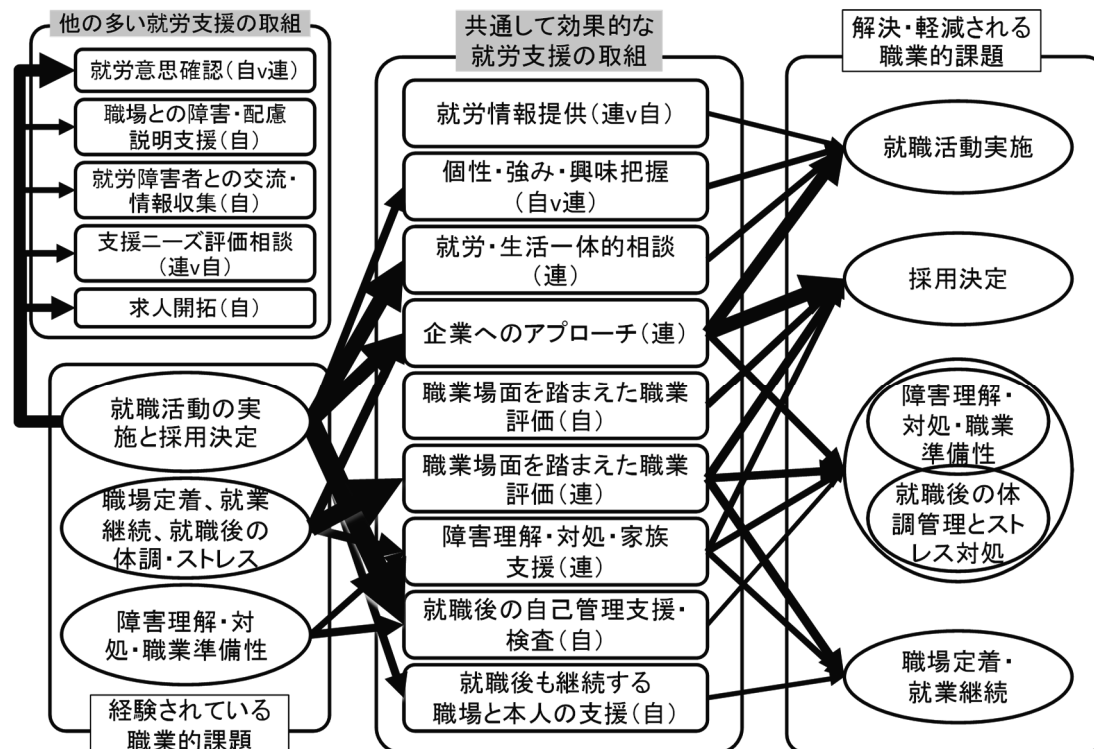 他の多い就労支援の取組
就労意思確認(自v連)
職場との障害・配慮
説明支援(自)
就労障害者との交流・
情報収集(自)
支援ニーズ評価相談
(連v自)
求人開拓(自)
就職活動の実
施と採用決定
職場定着、就業
継続、就職後の
体調・ストレス
障害理解・対
処・職業準備性
経験されている
職業的課題
共通して効果的な
就労支援の取組
就労情報提供(連v自)
個性・強み・興味把握
(自v連)
就労・生活一体的相談
(連)
企業へのアプローチ(連)
職業場面を踏まえた職業
評価(自)
職業場面を踏まえた職業
評価(連)
障害理解・対処・家族
支援(連)
就職後の自己管理支援・
検査(自)
就職後も継続する
職場と本人の支援(自)
解決・軽減される
職業的課題
就職活動実施
採用決定
障害理解・
対処・職業
準備性
就職後の体
調管理とスト
レス対処
職場定着・
就業継続